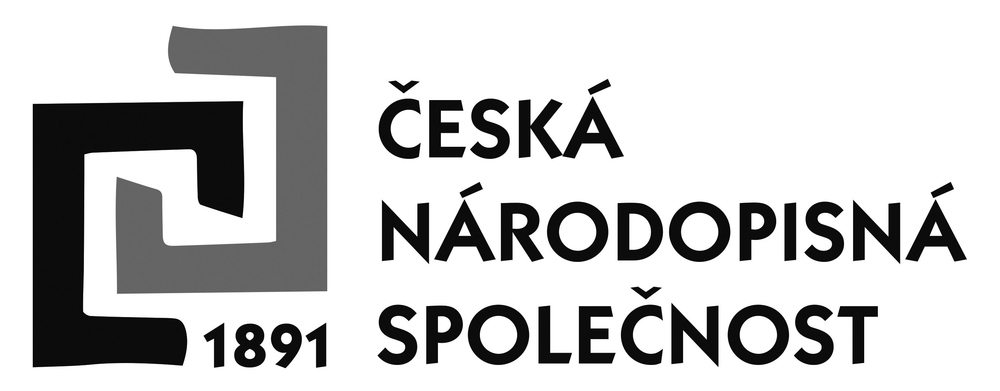 ČESKÁ
NÁRODOPISNÁ
SPOLEČNOST
1891